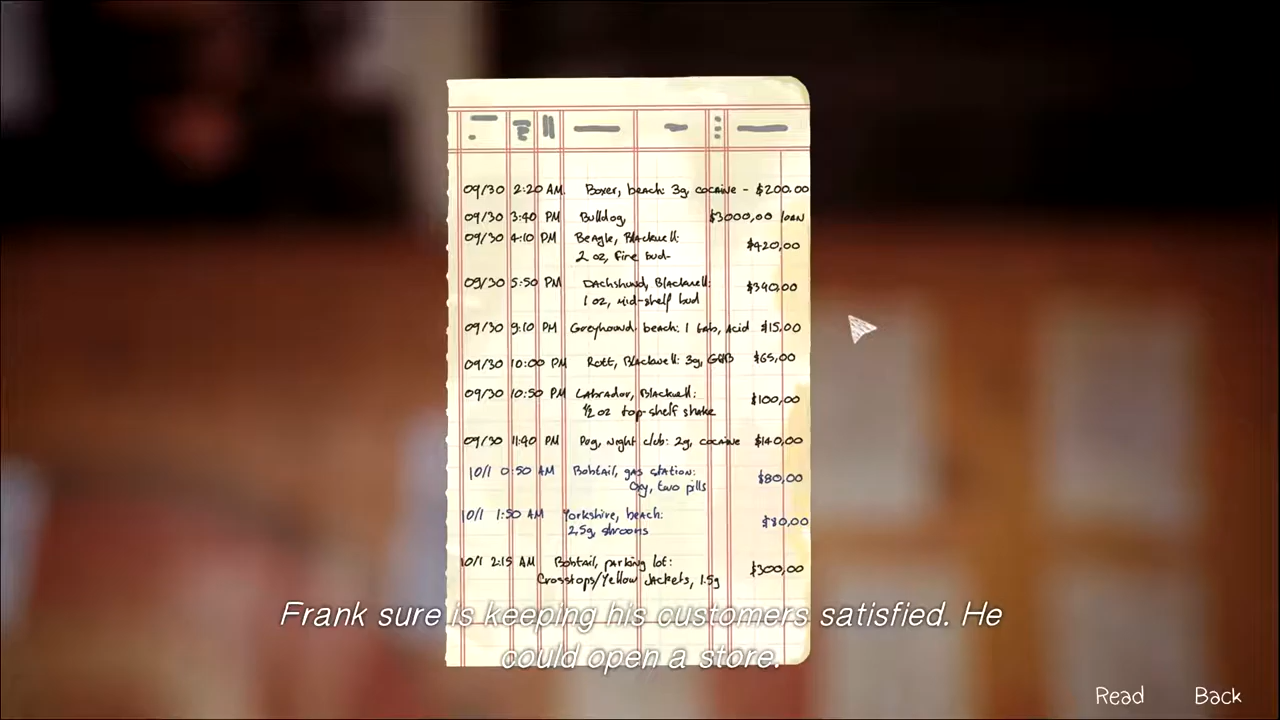 09/30 2:20 AM. Boxer, beach: 3g, cocaine - $200.00
09/30 3:40 PM Bulldog, $3000,00 loan
09/30 4:10 PM Beagle, Blackwell: $420,00
2 oz, fire bud-
09/30 5:50 PM Dachshund, Blackwell: $340,00
1 oz, mid-shelf bud
09/30 9:10 PM Greyhound, beach: 1 tab, acid $15.00
09/30 10:00 PM Rott, Blackwell: 3g, GHB $65,00
09/30 10:50 PM Labrador, Blackwell: $100,00
½ oz top-shelf shake
09/30 11:40 PM Pug, night club: 2g, cocaine $140,00
10/1 0:50 AM Bobtail, gas station: $80,00
Oxy, two pills
10/1 1:50 AM Yorkshire, beach:
2,5g, shrooms
10/1 2:15 AM Bobtail, parking lot: $300,00
Crosstops/Yellow Jackets, 1.5g
Frank sure is keeping his customers satisfied. He
could open a store.
Read Back